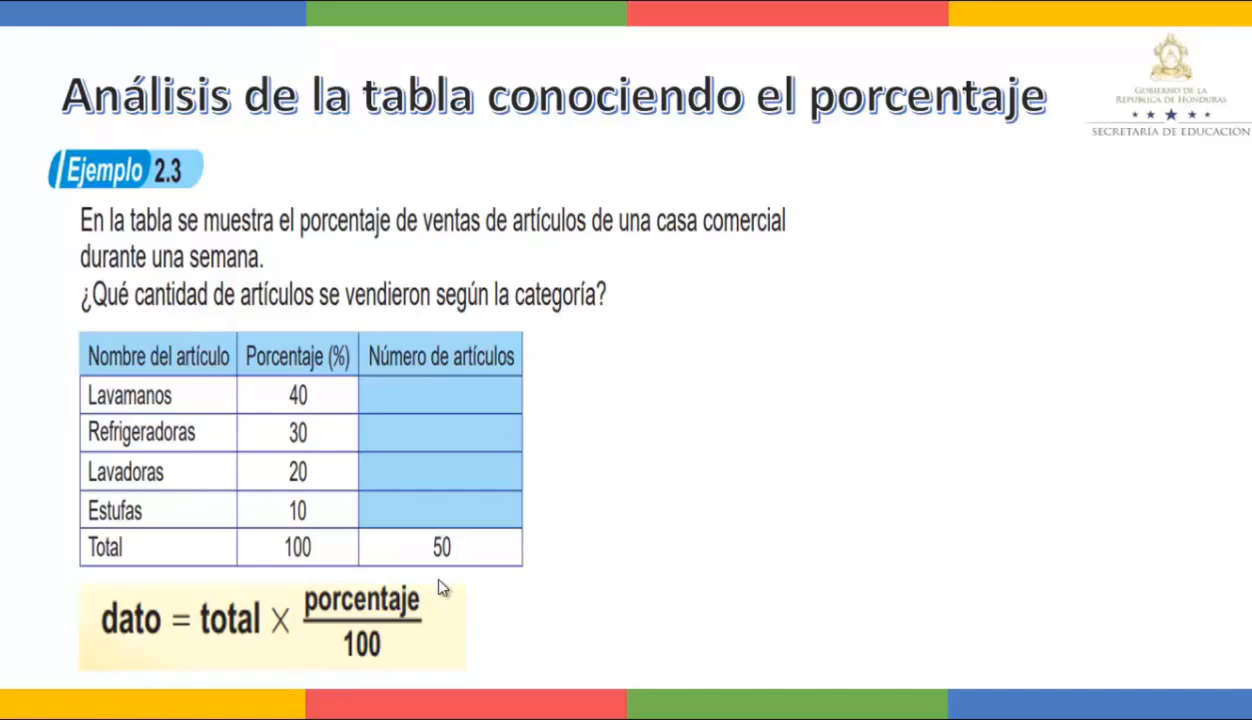 Análisis de la tabla conociendo el porcentaje
GOBIERNO DE LA
REPÚBLICA DE HONDURAS
SECRETARÍA DE EDUCACIÓN
Ejemplo 2.3
En la tabla se muestra el porcentaje de ventas de artículos de una casa comercial
durante una semana.
¿Qué cantidad de artículos se vendieron según la categoría?
Nombre del artículo Porcentaje (%) Número de artículos
Lavamanos 40
Refrigeradoras 30
Lavadoras 20
Estufas 10
Total 100 50
dato = total × porcentaje
100